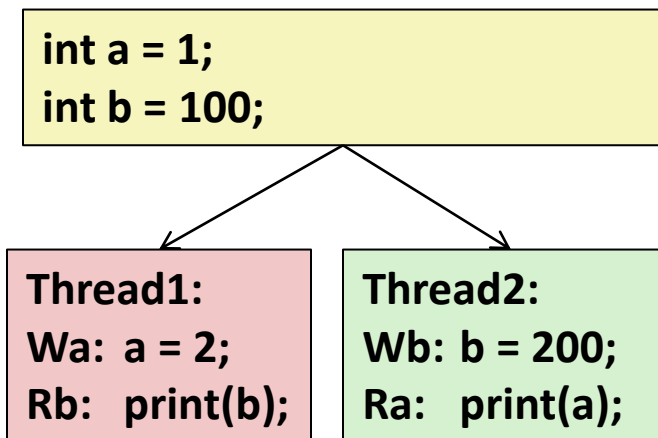 int a = 1;
int b = 100;
Thread1:
Wa: a = 2;
Rb: print(b);
Thread2:
Wb: b = 200;
Ra: print(a);